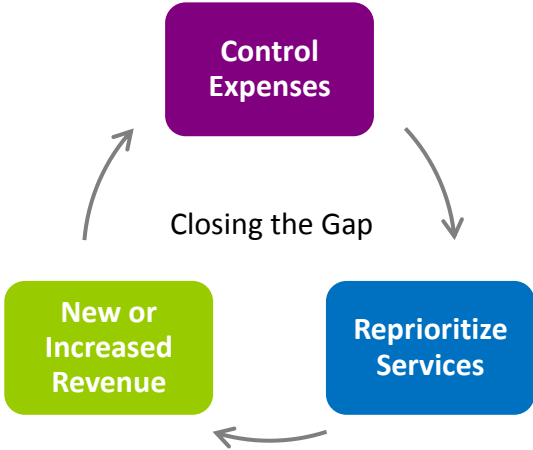 Control
Expenses
Closing the Gap
New or
Increased
Revenue
Reprioritize
Services